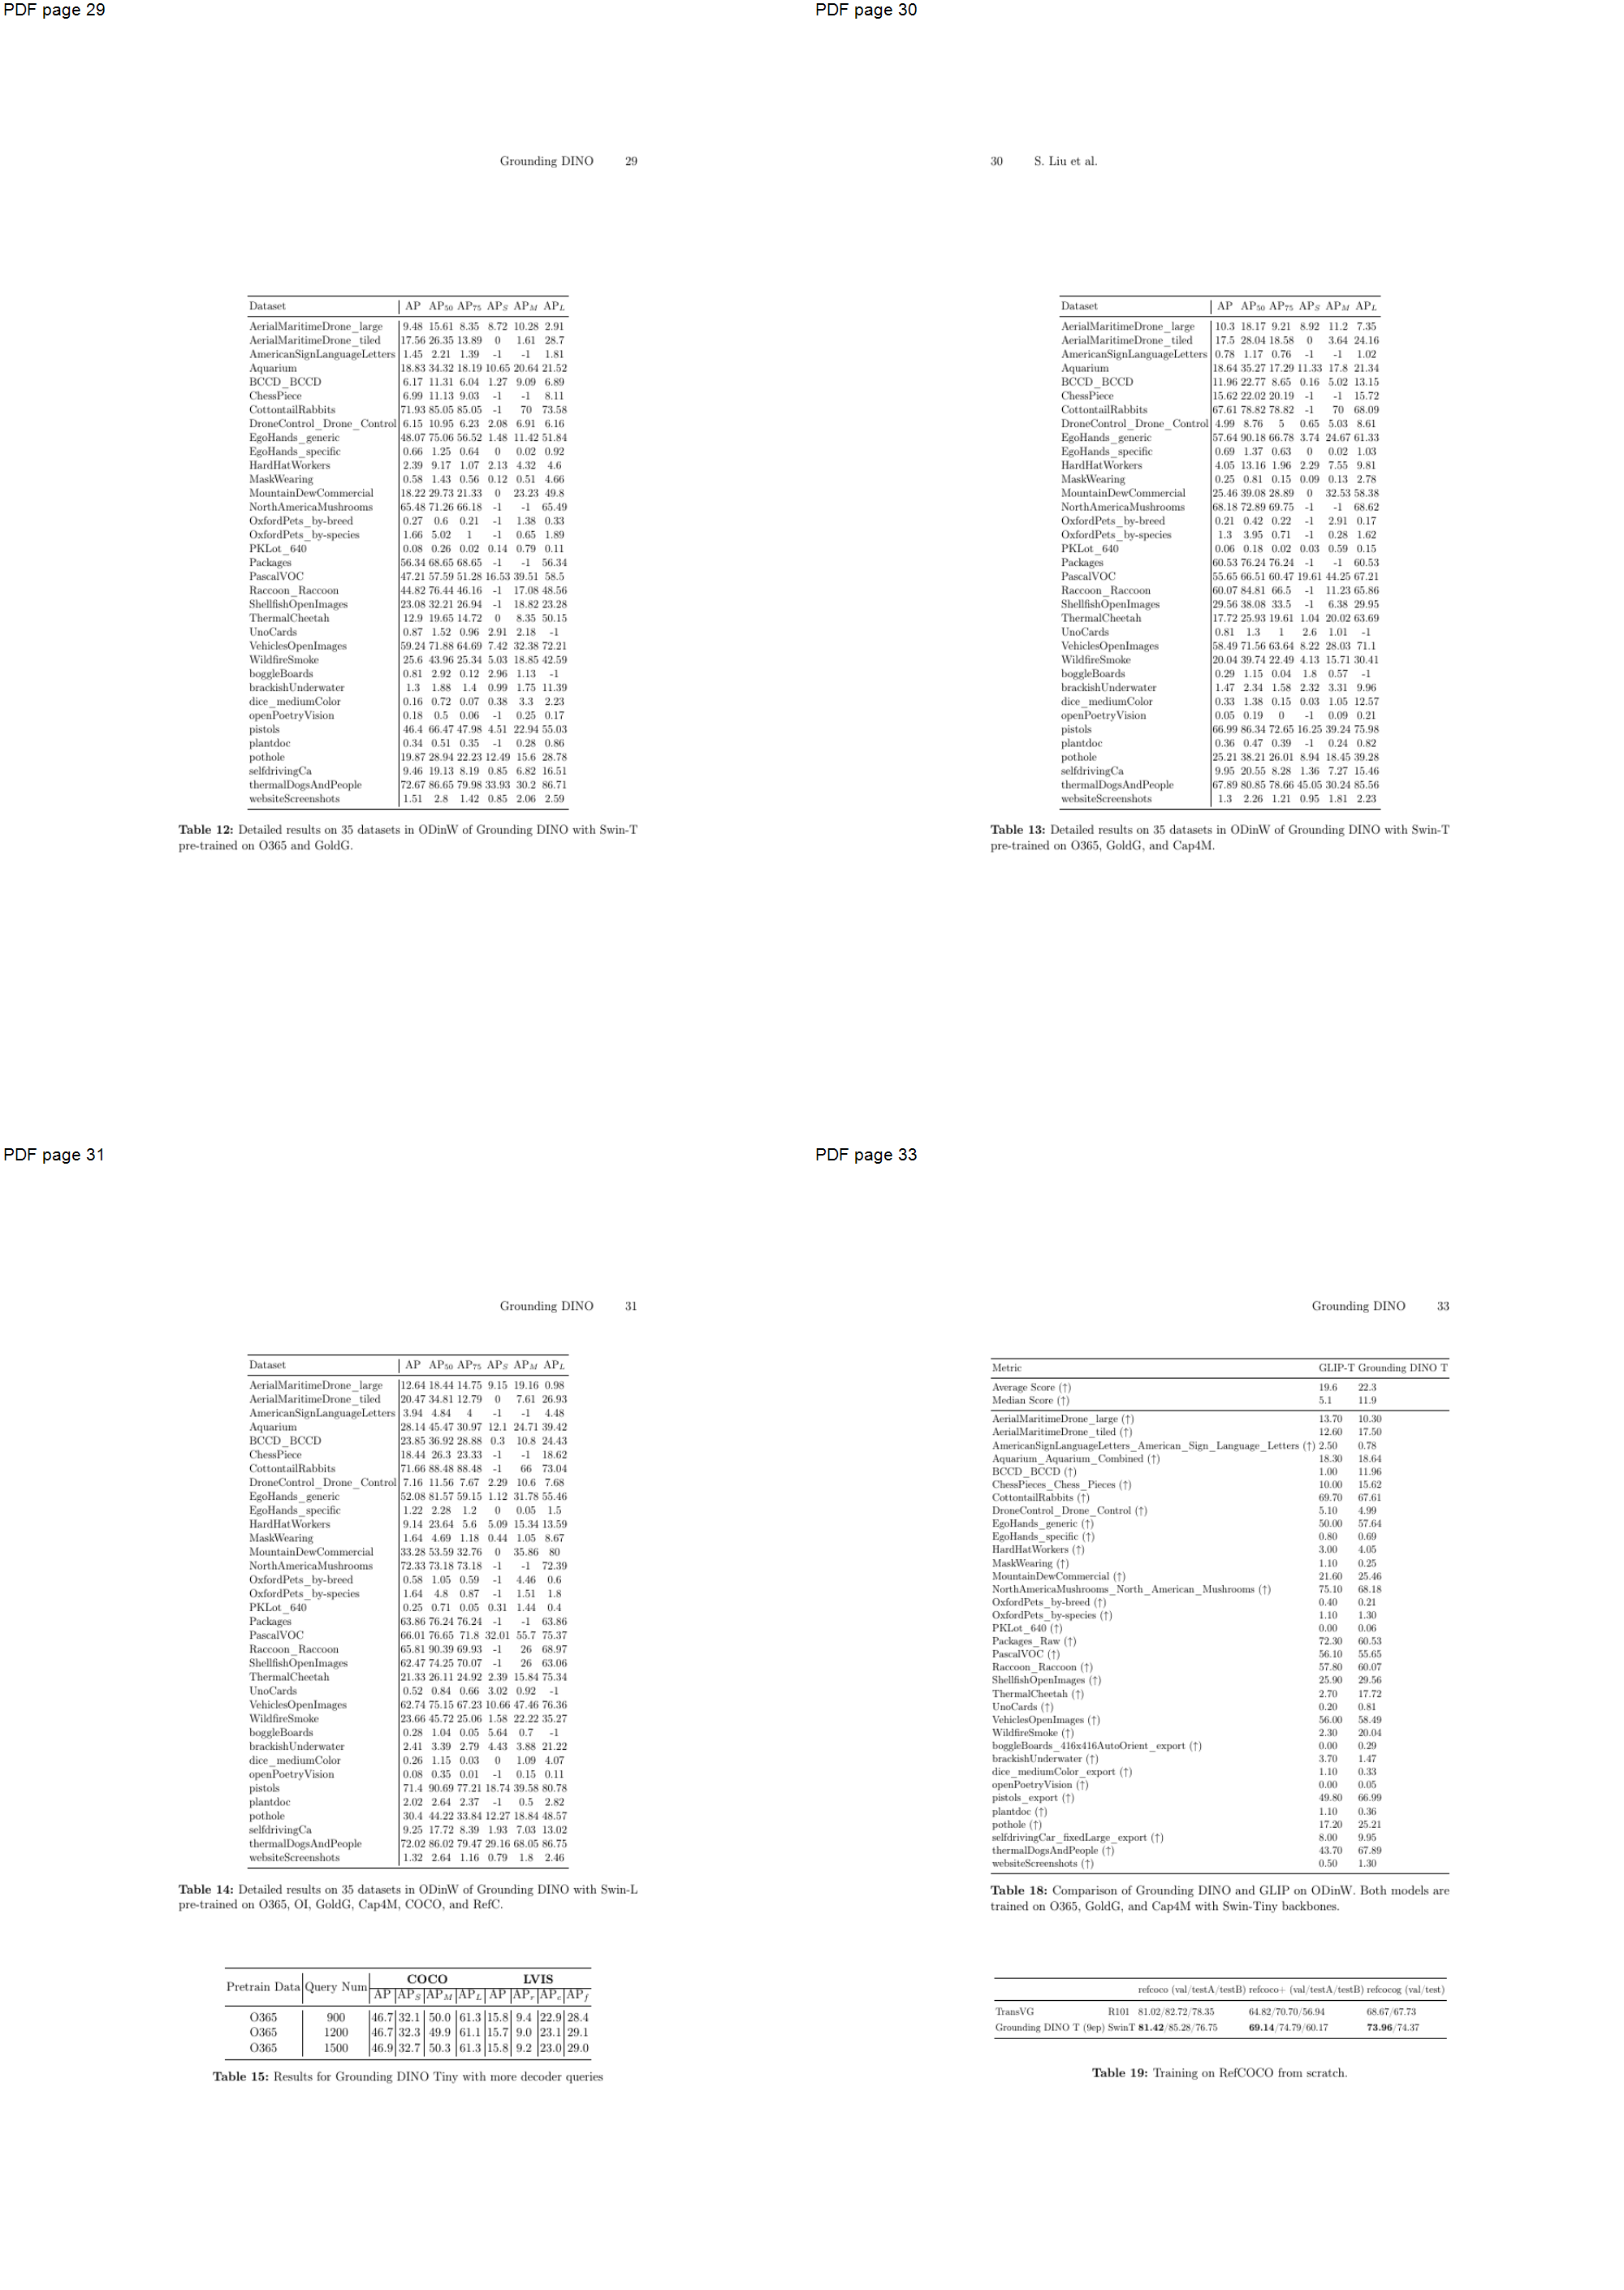 PDF page 29
Grounding DINO 29
Dataset AP AP50 AP75 APS APM APL
AerialMaritimeDrone_large 9.48 15.61 8.35 8.72 10.28 2.91
AerialMaritimeDrone_tiled 17.56 26.35 13.89 0 1.61 28.7
AmericanSignLanguageLetters 1.45 2.21 1.39 -1 -1 1.81
Aquarium 18.83 34.32 18.19 10.65 20.64 21.52
BCCD_BCCD 6.17 11.31 6.04 1.27 9.09 6.89
ChessPiece 6.99 11.13 9.03 -1 -1 8.11
CottontailRabbits 71.93 85.05 85.05 -1 70 73.58
DroneControl_Drone_Control 6.15 10.95 6.23 2.08 6.91 6.16
EgoHands_generic 48.07 75.06 56.52 1.48 11.42 51.84
EgoHands_specific 0.66 1.25 0.64 0 0.02 0.92
HardHatWorkers 2.39 9.17 1.07 2.13 4.32 4.6
MaskWearing 0.58 1.43 0.56 0.12 0.51 4.66
MountainDewCommercial 18.22 29.73 21.33 0 23.23 49.8
NorthAmericaMushrooms 65.48 71.26 66.18 -1 -1 65.49
OxfordPets_by-breed 0.27 0.6 0.21 -1 1.38 0.33
OxfordPets_by-species 1.66 5.02 1 -1 0.65 1.89
PKLot_640 0.08 0.26 0.02 0.14 0.79 0.11
Packages 56.34 68.65 68.65 -1 -1 56.34
PascalVOC 47.21 57.59 51.28 16.53 39.51 58.5
Raccoon_Raccoon 44.82 76.44 46.16 -1 17.08 48.56
ShellfishOpenImages 23.08 32.21 26.94 -1 18.82 23.28
ThermalCheetah 12.9 19.65 14.72 0 8.35 50.15
UnoCards 0.87 1.52 0.96 2.91 2.18 -1
VehiclesOpenImages 59.24 71.88 64.69 7.42 32.38 72.21
WildfireSmoke 25.6 43.96 25.34 5.03 18.85 42.59
boggleBoards 0.81 2.92 0.12 2.96 1.13 -1
brackishUnderwater 1.3 1.88 1.4 0.99 1.75 11.39
dice_mediumColor 0.16 0.72 0.07 0.38 3.3 2.23
openPoetryVision 0.18 0.5 0.06 -1 0.25 0.17
pistols 46.4 66.47 47.98 4.51 22.94 55.03
plantdoc 0.34 0.51 0.35 -1 0.28 0.86
pothole 19.87 28.94 22.23 12.49 15.6 28.78
selfdrivingCa 9.46 19.13 8.19 0.85 6.82 16.51
thermalDogsAndPeople 72.67 86.65 79.98 33.93 30.2 86.71
websiteScreenshots 1.51 2.8 1.42 0.85 2.06 2.59
Table 12: Detailed results on 35 datasets in ODinW of Grounding DINO with Swin-T
pre-trained on O365 and GoldG.
PDF page 30
30 S. Liu et al.
Dataset AP AP50 AP75 APS APM APL
AerialMaritimeDrone_large 10.3 18.17 9.21 8.92 11.2 7.35
AerialMaritimeDrone_tiled 17.5 28.04 18.58 0 3.64 24.16
AmericanSignLanguageLetters 0.78 1.17 0.76 -1 -1 1.02
Aquarium 18.64 35.27 17.29 11.33 17.8 21.34
BCCD_BCCD 11.96 22.77 8.65 0.16 5.02 13.15
ChessPiece 15.62 22.02 20.19 -1 -1 15.72
CottontailRabbits 67.61 78.82 78.82 -1 70 68.09
DroneControl_Drone_Control 4.99 8.76 5 0.65 5.03 8.61
EgoHands_generic 57.64 90.18 66.78 3.74 24.67 61.33
EgoHands_specific 0.69 1.37 0.63 0 0.02 1.03
HardHatWorkers 4.05 13.16 1.96 2.29 7.55 9.81
MaskWearing 0.25 0.81 0.15 0.09 0.13 2.78
MountainDewCommercial 25.46 39.08 28.89 0 32.53 58.38
NorthAmericaMushrooms 68.18 72.89 69.75 -1 -1 68.62
OxfordPets_by-breed 0.21 0.42 0.22 -1 2.91 0.17
OxfordPets_by-species 1.3 3.95 0.71 -1 0.28 1.62
PKLot_640 0.06 0.18 0.02 0.03 0.59 0.15
Packages 60.53 76.24 76.24 -1 -1 60.53
PascalVOC 55.65 66.51 60.47 19.61 44.25 67.21
Raccoon_Raccoon 60.07 84.81 66.5 -1 11.23 65.86
ShellfishOpenImages 29.56 38.08 33.5 -1 6.38 29.95
ThermalCheetah 17.72 25.93 19.61 1.04 20.02 63.69
UnoCards 0.81 1.3 1 2.6 1.01 -1
VehiclesOpenImages 58.49 71.56 63.64 8.22 28.03 71.1
WildfireSmoke 20.04 39.74 22.49 4.13 15.71 30.41
boggleBoards 0.29 1.15 0.04 1.8 0.57 -1
brackishUnderwater 1.47 2.34 1.58 2.32 3.31 9.96
dice_mediumColor 0.33 1.38 0.15 0.03 1.05 12.57
openPoetryVision 0.05 0.19 0 -1 0.09 0.21
pistols 66.99 86.34 72.65 16.25 39.24 75.98
plantdoc 0.36 0.47 0.39 -1 0.24 0.82
pothole 25.21 38.21 26.01 8.94 18.45 39.28
selfdrivingCa 9.95 20.55 8.28 1.36 7.27 15.46
thermalDogsAndPeople 67.89 80.85 78.66 45.05 30.24 85.56
websiteScreenshots 1.3 2.26 1.21 0.95 1.81 2.23
Table 13: Detailed results on 35 datasets in ODinW of Grounding DINO with Swin-T
pre-trained on O365, GoldG, and Cap4M.
PDF page 31
Grounding DINO 31
Dataset AP AP50 AP75 APS APM APL
AerialMaritimeDrone_large 12.64 18.44 14.75 9.15 19.16 0.98
AerialMaritimeDrone_tiled 20.47 34.81 12.79 0 7.61 26.93
AmericanSignLanguageLetters 3.94 4.84 4 -1 -1 4.48
Aquarium 28.14 45.47 30.97 12.1 24.71 39.42
BCCD_BCCD 23.85 36.92 28.88 0.3 10.8 24.43
ChessPiece 18.44 26.3 23.33 -1 -1 18.62
CottontailRabbits 71.66 88.48 88.48 -1 66 73.04
DroneControl_Drone_Control 7.16 11.56 7.67 2.29 10.6 7.68
EgoHands_generic 52.08 81.57 59.15 1.12 31.78 55.46
EgoHands_specific 1.22 2.28 1.2 0 0.05 1.5
HardHatWorkers 9.14 23.64 5.6 5.09 15.34 13.59
MaskWearing 1.64 4.69 1.18 0.44 1.05 8.67
MountainDewCommercial 33.28 53.59 32.76 0 35.86 80
NorthAmericaMushrooms 72.33 73.18 73.18 -1 -1 72.39
OxfordPets_by-breed 0.58 1.05 0.59 -1 4.46 0.6
OxfordPets_by-species 1.64 4.8 0.87 -1 1.51 1.8
PKLot_640 0.25 0.71 0.05 0.31 1.44 0.4
Packages 63.86 76.24 76.24 -1 -1 63.86
PascalVOC 66.01 76.65 71.8 32.01 55.7 75.37
Raccoon_Raccoon 65.81 90.39 69.93 -1 26 68.97
ShellfishOpenImages 62.47 74.25 70.07 -1 26 63.06
ThermalCheetah 21.33 26.11 24.92 2.39 15.84 75.34
UnoCards 0.52 0.84 0.66 3.02 0.92 -1
VehiclesOpenImages 62.74 75.15 67.23 10.66 47.46 76.36
WildfireSmoke 23.66 45.72 25.06 1.58 22.22 35.27
boggleBoards 0.28 1.04 0.05 5.64 0.7 -1
brackishUnderwater 2.41 3.39 2.79 4.43 3.88 21.22
dice_mediumColor 0.26 1.15 0.03 0 1.09 4.07
openPoetryVision 0.08 0.35 0.01 -1 0.15 0.11
pistols 71.4 90.69 77.21 18.74 39.58 80.78
plantdoc 2.02 2.64 2.37 -1 0.5 2.82
pothole 30.4 44.22 33.84 12.27 18.84 48.57
selfdrivingCa 9.25 17.72 8.39 1.93 7.03 13.02
thermalDogsAndPeople 72.02 86.02 79.47 29.16 68.05 86.75
websiteScreenshots 1.32 2.64 1.16 0.79 1.8 2.46
Table 14: Detailed results on 35 datasets in ODinW of Grounding DINO with Swin-L
pre-trained on O365, OI, GoldG, Cap4M, COCO, and RefC.
Pretrain Data Query Num COCO LVIS
AP APS APM APL AP APr APc APf
O365 900 46.7 32.1 50.0 61.3 15.8 9.4 22.9 28.4
O365 1200 46.7 32.3 49.9 61.1 15.7 9.0 23.1 29.1
O365 1500 46.9 32.7 50.3 61.3 15.8 9.2 23.0 29.0
Table 15: Results for Grounding DINO Tiny with more decoder queries
PDF page 33
Grounding DINO 33
Metric GLIP-T Grounding DINO T
Average Score (↑) 19.6 22.3
Median Score (↑) 5.1 11.9
AerialMaritimeDrone_large (↑) 13.70 10.30
AerialMaritimeDrone_tiled (↑) 12.60 17.50
AmericanSignLanguageLetters_American_Sign_Language_Letters (↑) 2.50 0.78
Aquarium_Aquarium_Combined (↑) 18.30 18.64
BCCD_BCCD (↑) 1.00 11.96
ChessPieces_Chess_Pieces (↑) 10.00 15.62
CottontailRabbits (↑) 69.70 67.61
DroneControl_Drone_Control (↑) 5.10 4.99
EgoHands_generic (↑) 50.00 57.64
EgoHands_specific (↑) 0.80 0.69
HardHatWorkers (↑) 3.00 4.05
MaskWearing (↑) 1.10 0.25
MountainDewCommercial (↑) 21.60 25.46
NorthAmericaMushrooms_North_American_Mushrooms (↑) 75.10 68.18
OxfordPets_by-breed (↑) 0.40 0.21
OxfordPets_by-species (↑) 1.10 1.30
PKLot_640 (↑) 0.00 0.06
Packages_Raw (↑) 72.30 60.53
PascalVOC (↑) 56.10 55.65
Raccoon_Raccoon (↑) 57.80 60.07
ShellfishOpenImages (↑) 25.90 29.56
ThermalCheetah (↑) 2.70 17.72
UnoCards (↑) 0.20 0.81
VehiclesOpenImages (↑) 56.00 58.49
WildfireSmoke (↑) 2.30 20.04
boggleBoards_416x416AutoOrient_export (↑) 0.00 0.29
brackishUnderwater (↑) 3.70 1.47
dice_mediumColor_export (↑) 1.10 0.33
openPoetryVision (↑) 0.00 0.05
pistols_export (↑) 49.80 66.99
plantdoc (↑) 1.10 0.36
pothole (↑) 17.20 25.21
selfdrivingCar_fixedLarge_export (↑) 8.00 9.95
thermalDogsAndPeople (↑) 43.70 67.89
websiteScreenshots (↑) 0.50 1.30
Table 18: Comparison of Grounding DINO and GLIP on ODinW. Both models are
trained on O365, GoldG, and Cap4M with Swin-Tiny backbones.
refcoco (val/testA/testB) refcoco+ (val/testA/testB) refcocog (val/test)
TransVG R101 81.02/82.72/78.35 64.82/70.70/56.94 68.67/67.73
Grounding DINO T (9ep) SwinT 81.42/85.28/76.75 69.14/74.79/60.17 73.96/74.37
Table 19: Training on RefCOCO from scratch.